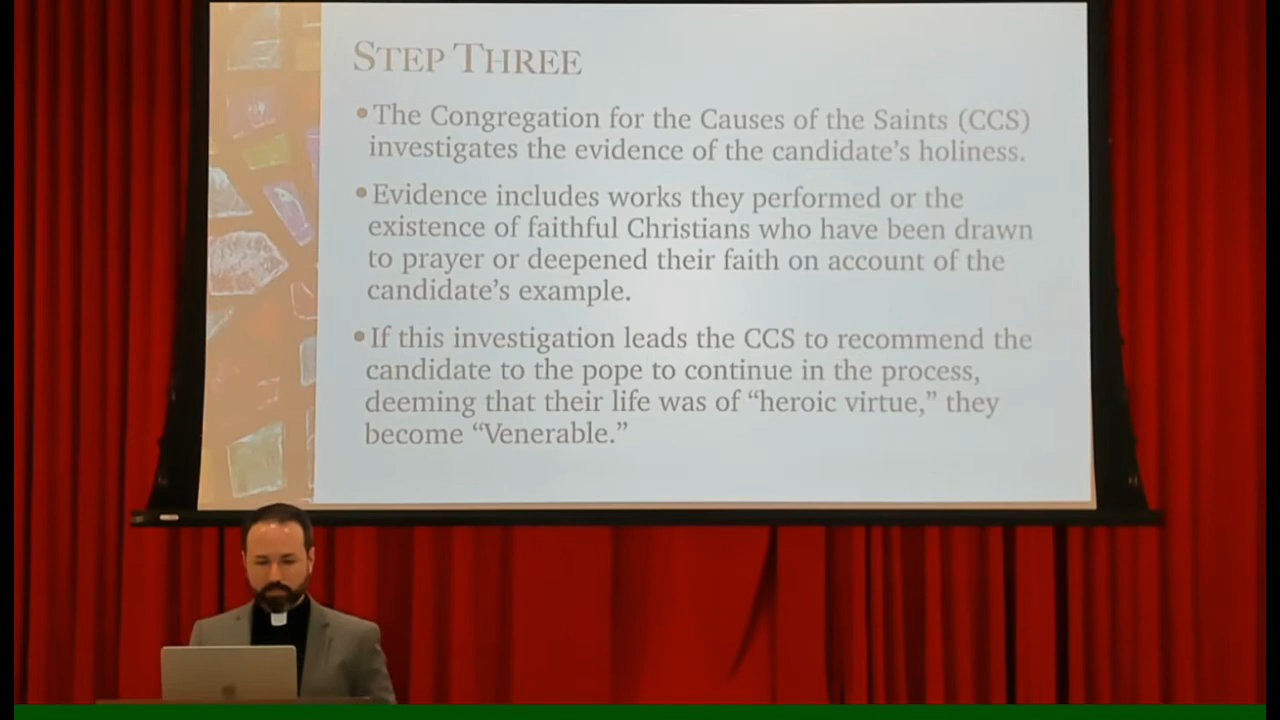 STEP THREE
• The Congregation for the Causes of the Saints (CCS)
investigates the evidence of the candidate’s holiness.
• Evidence includes works they performed or the
existence of faithful Christians who have been drawn
to prayer or deepened their faith on account of the
candidate’s example.
• If this investigation leads the CCS to recommend the
candidate to the pope to continue in the process,
deeming that their life was of “heroic virtue,” they
become “Venerable.”